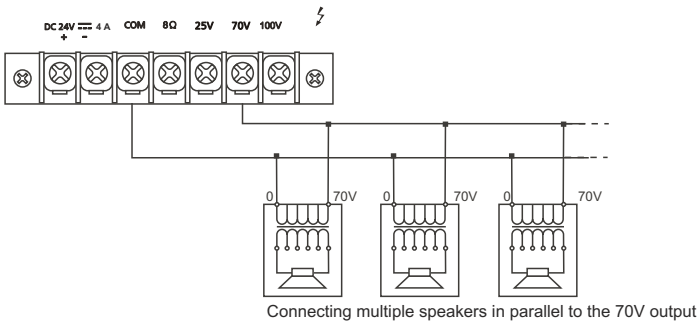 DC 24V 4 A COM 8Ω 25V 70V 100V
+ –
0 70V 0 70V 0 70V
Connecting multiple speakers in parallel to the 70V output